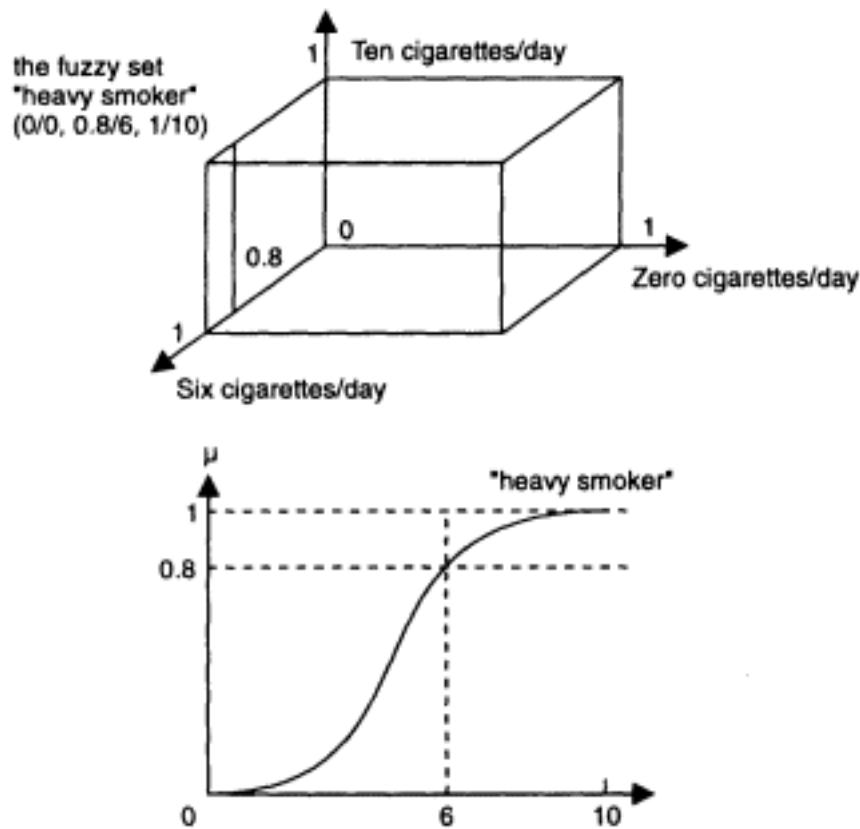 1
Ten cigarettes/day
the fuzzy set
"heavy smoker"
(0/0, 0.8/6, 1/10)
0
1
0.8
Zero cigarettes/day
1
Six cigarettes/day
μ
"heavy smoker"
1
0.8
0
6
10